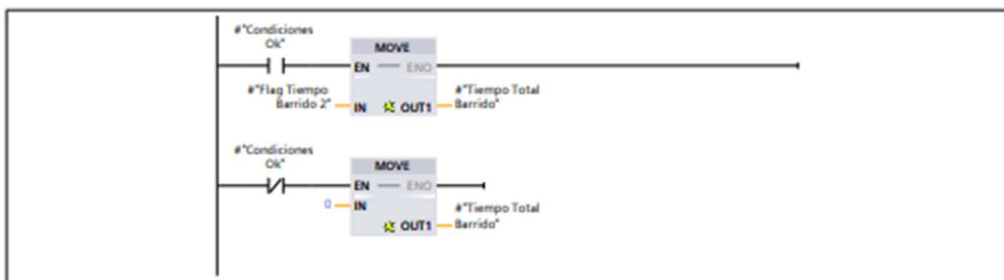 #"Condiciones
Ok"
MOVE
EN ENO
#"Flag Tiempo
Barrido 2"
IN
OUT1
#"Tiempo Total
Barrido"
#"Condiciones
Ok"
MOVE
EN ENO
0
IN
OUT1
#"Tiempo Total
Barrido"